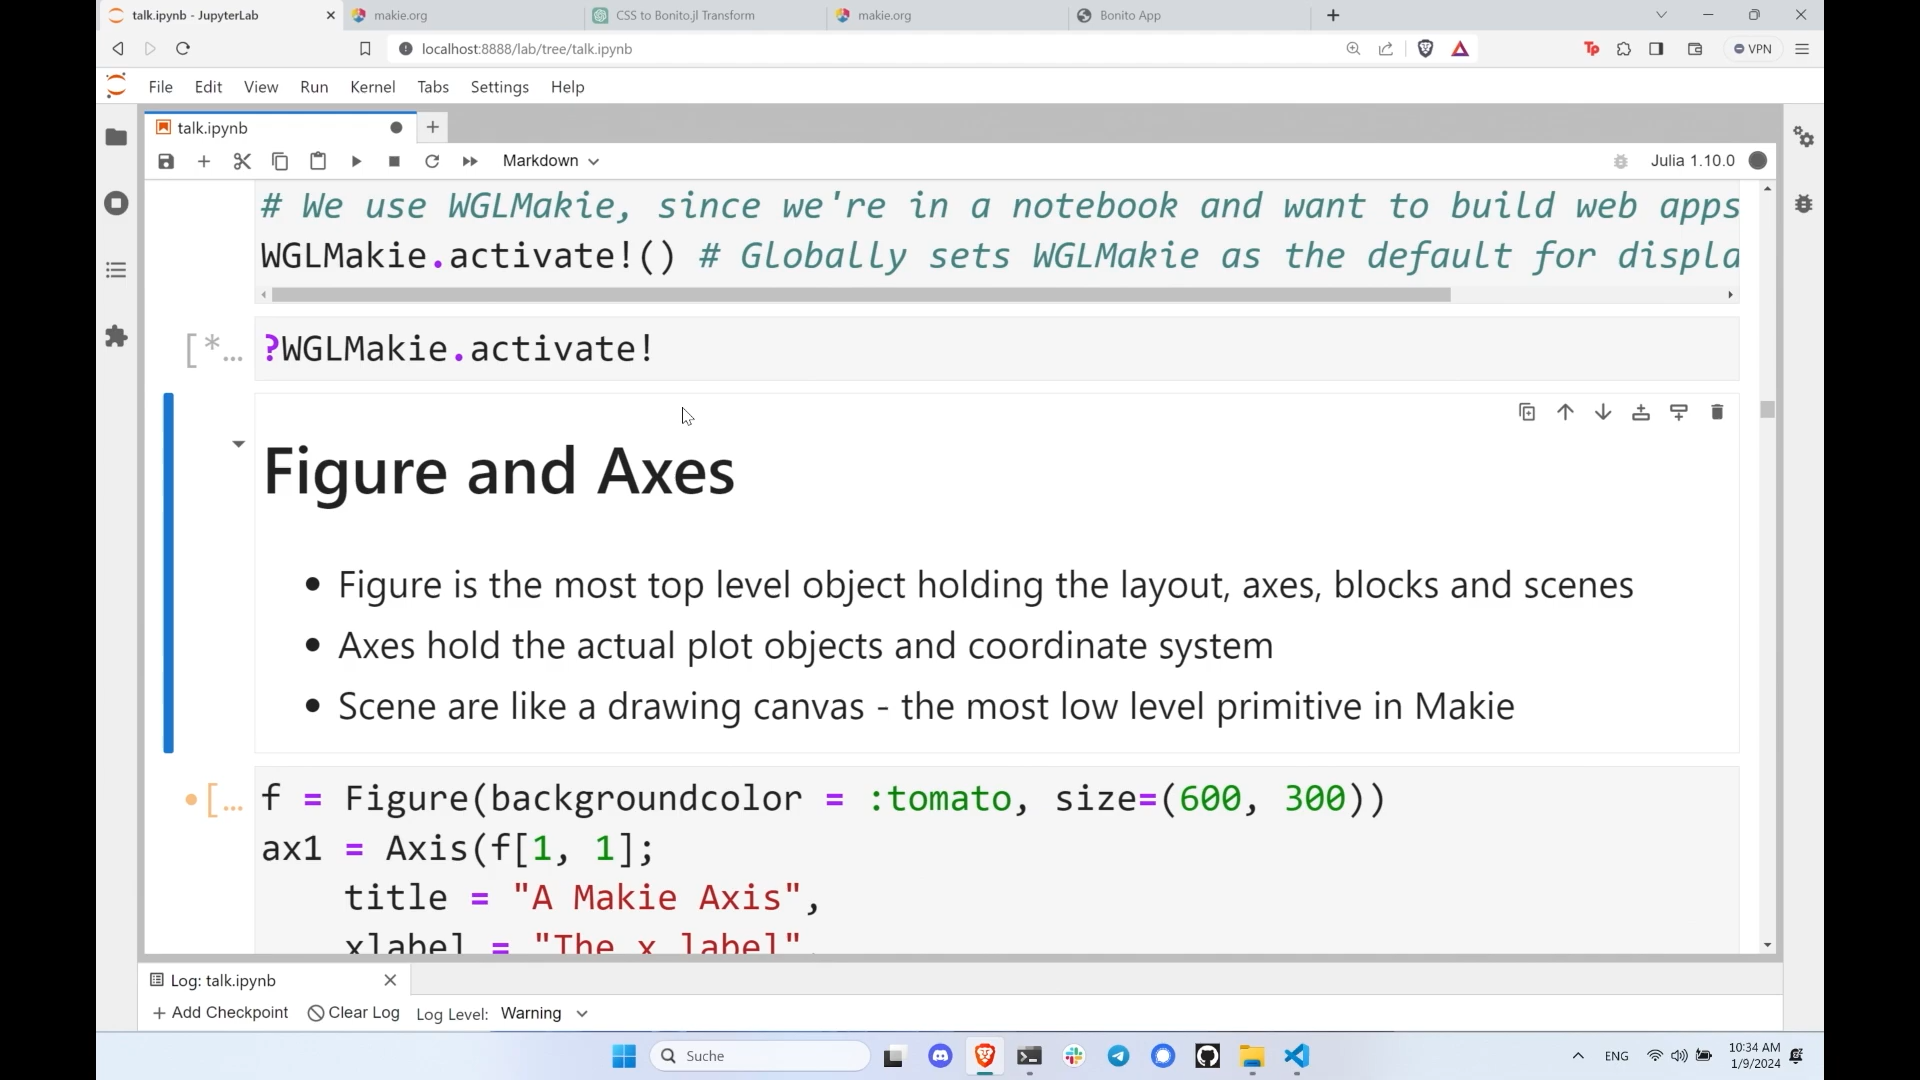 talk.ipynb - JupyterLab
makie.org
CSS to Bonito.jl Transform
makie.org
Bonito App
localhost:8888/lab/tree/talk.ipynb
Tp
VPN
File Edit View Run Kernel Tabs Settings Help
talk.ipynb
Markdown
Julia 1.10.0
# We use WGLMakie, since we're in a notebook and want to build web apps
WGLMakie.activate!() # Globally sets WGLMakie as the default for displa
[*… ?WGLMakie.activate!
Figure and Axes
• Figure is the most top level object holding the layout, axes, blocks and scenes
• Axes hold the actual plot objects and coordinate system
• Scene are like a drawing canvas - the most low level primitive in Makie
[… f = Figure(backgroundcolor = :tomato, size=(600, 300))
ax1 = Axis(f[1, 1];
title = "A Makie Axis",
xlabel = "The x label",
Log: talk.ipynb
+ Add Checkpoint Clear Log Log Level: Warning
Suche
ENG
10:34 AM
1/9/2024